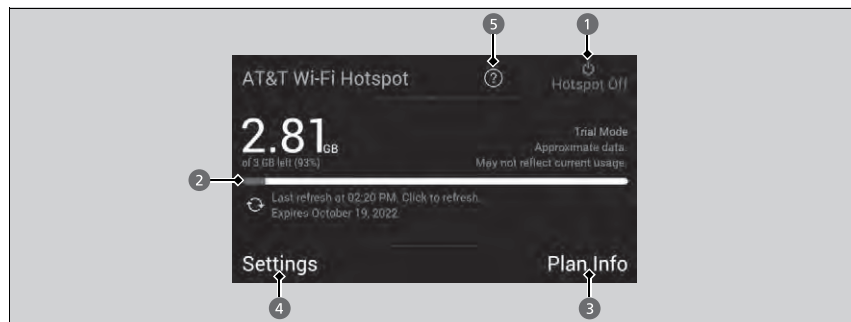 5
1
AT&T Wi-Fi Hotspot
?
Hotspot Off
2.81GB
Trial Mode
Approximate data.
of 3 GB left (93%)
May not reflect current usage.
2
Last refresh at 02:20 PM. Click to refresh.
Expires October 19, 2022
Settings
Plan Info
4
3